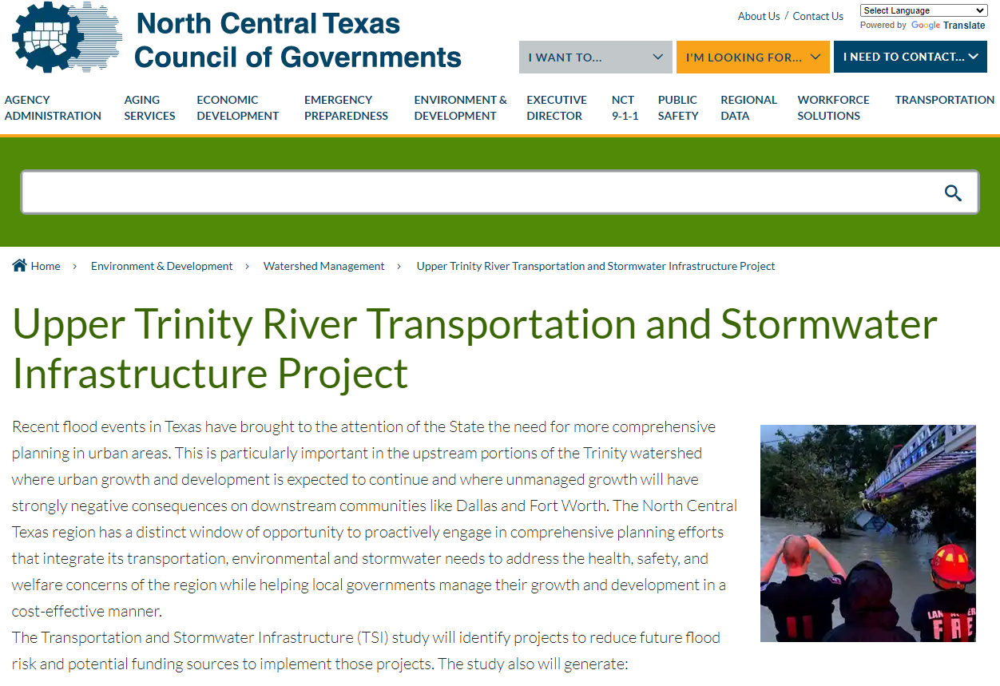 North Central Texas
Council of Governments
About Us / Contact Us
Select Language
Powered by Google Translate
I WANT TO...
I'M LOOKING FOR...
I NEED TO CONTACT...
AGENCY
ADMINISTRATION
AGING
SERVICES
ECONOMIC
DEVELOPMENT
EMERGENCY
PREPAREDNESS
ENVIRONMENT &
DEVELOPMENT
EXECUTIVE
DIRECTOR
NCT
9-1-1
PUBLIC
SAFETY
REGIONAL
DATA
WORKFORCE
SOLUTIONS
TRANSPORTATION
Home > Environment & Development > Watershed Management > Upper Trinity River Transportation and Stormwater Infrastructure Project
Upper Trinity River Transportation and Stormwater
Infrastructure Project
Recent flood events in Texas have brought to the attention of the State the need for more comprehensive
planning in urban areas. This is particularly important in the upstream portions of the Trinity watershed
where urban growth and development is expected to continue and where unmanaged growth will have
strongly negative consequences on downstream communities like Dallas and Fort Worth. The North Central
Texas region has a distinct window of opportunity to proactively engage in comprehensive planning efforts
that integrate its transportation, environmental and stormwater needs to address the health, safety, and
welfare concerns of the region while helping local governments manage their growth and development in a
cost-effective manner.
The Transportation and Stormwater Infrastructure (TSI) study will identify projects to reduce future flood
risk and potential funding sources to implement those projects. The study also will generate:
FIRE